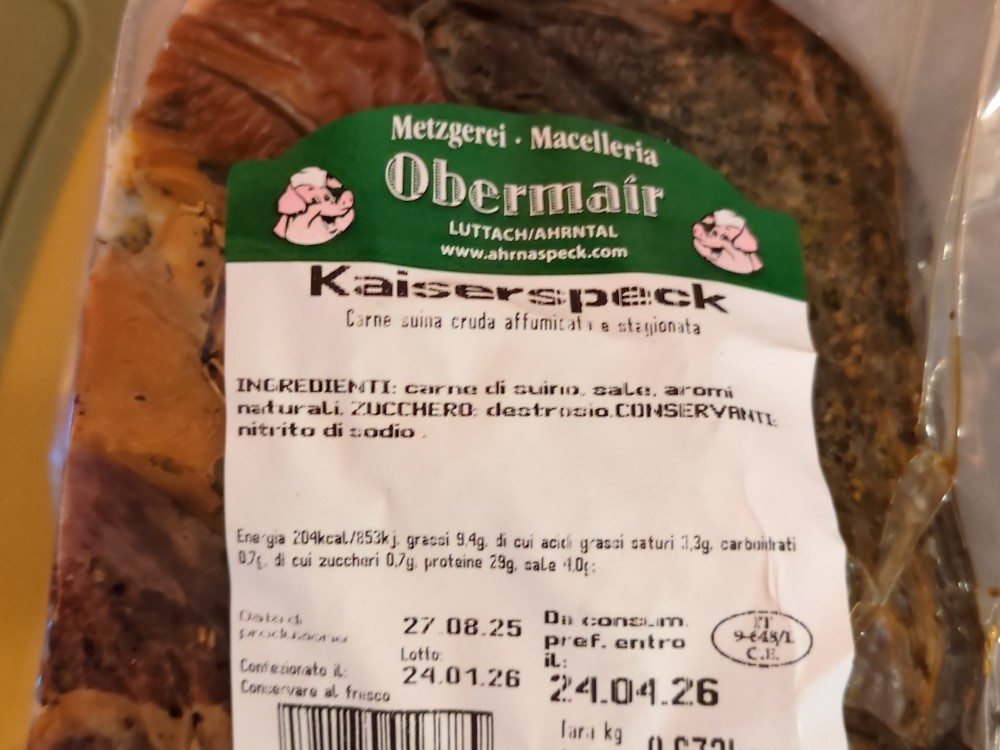 Metzgerei · Macelleria
Obermair
LUTTACH/AHRNTAL
www.ahrnaspeck.com
Kaiserspeck
Carne suina cruda affumicata e stagionata
INGREDIENTI: carne di suino, sale, aromi
naturali, ZUCCHERO: destrosio.CONSERVANTI:
nitrito di sodio .
Energia 204kcal/853kj, grassi 9,4g, di cui acidi grassi saturi 3,3g, carboidrati
0,7g, di cui zuccheri 0,7g, proteine 29g, sale 4,0g;
Data di
produzione
27.08.25
Lotto:
Confezionato il:
24.01.26
Conservare al fresco
Da consum.
pref. entro
il:
24.04.26
IT
C.E.
Tara kg